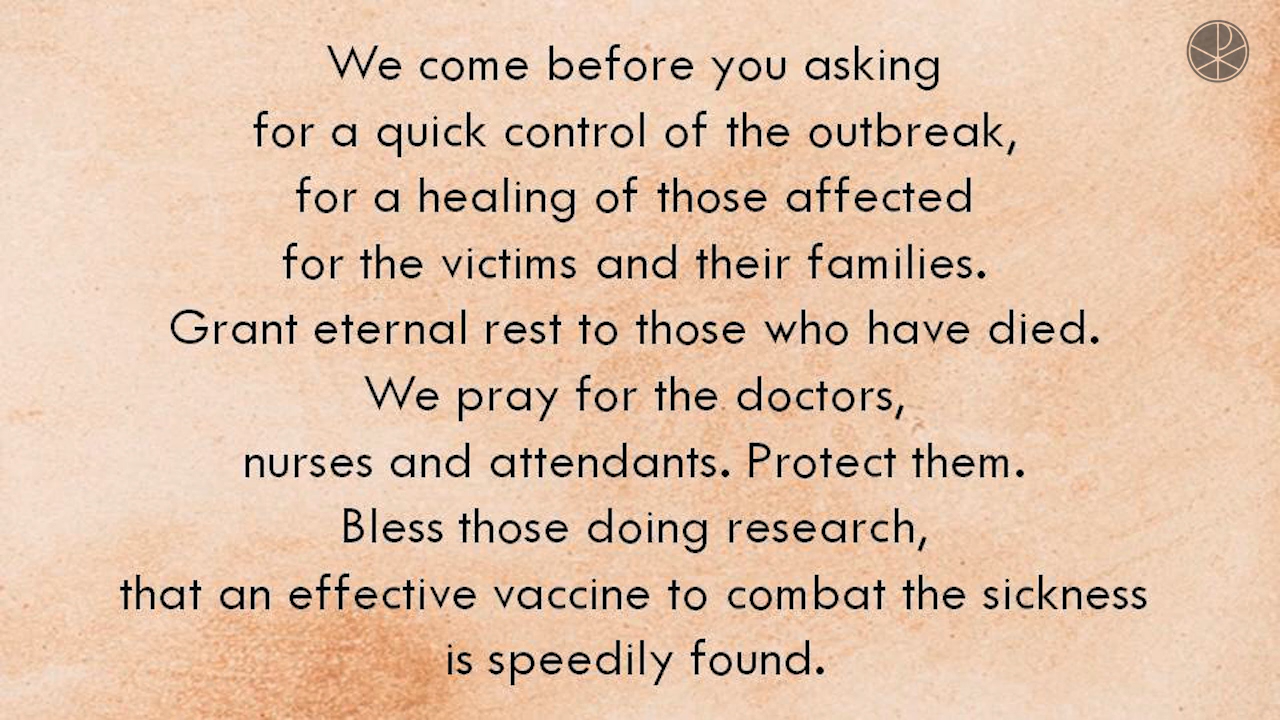 We come before you asking
for a quick control of the outbreak,
for a healing of those affected
for the victims and their families.
Grant eternal rest to those who have died.
We pray for the doctors,
nurses and attendants. Protect them.
Bless those doing research,
that an effective vaccine to combat the sickness
is speedily found.